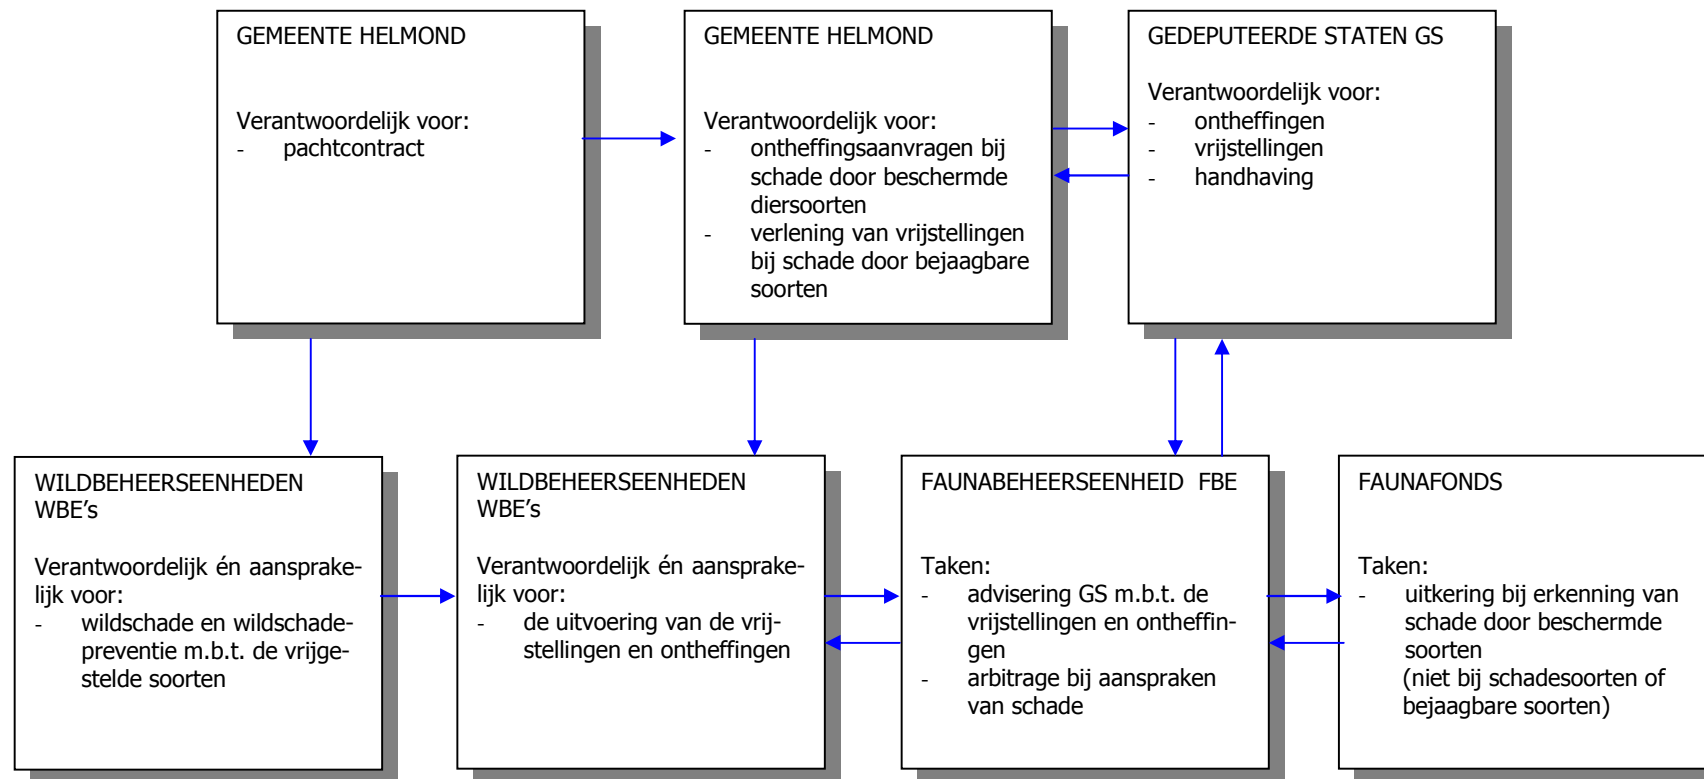 GEMEENTE HELMOND
Verantwoordelijk voor:
- pachtcontract
GEMEENTE HELMOND
Verantwoordelijk voor:
- ontheffingsaanvragen bij
schade door beschermde
diersoorten
- verlening van vrijstellingen
bij schade door bejaagbare
soorten
GEDEPUTEERDE STATEN GS
Verantwoordelijk voor:
- ontheffingen
- vrijstellingen
- handhaving
WILDBEHEERSEENHEDEN
WBE’s
Verantwoordelijk én aansprake-
lijk voor:
- wildschade en wildschade-
preventie m.b.t. de vrijge-
stelde soorten
WILDBEHEERSEENHEDEN
WBE’s
Verantwoordelijk én aansprake-
lijk voor:
- de uitvoering van de vrij-
stellingen en ontheffingen
FAUNABEHEERSEENHEID FBE
Taken:
- advisering GS m.b.t. de
vrijstellingen en ontheffin-
gen
- arbitrage bij aanspraken
van schade
FAUNAFONDS
Taken:
- uitkering bij erkenning van
schade door beschermde
soorten
(niet bij schadesoorten of
bejaagbare soorten)